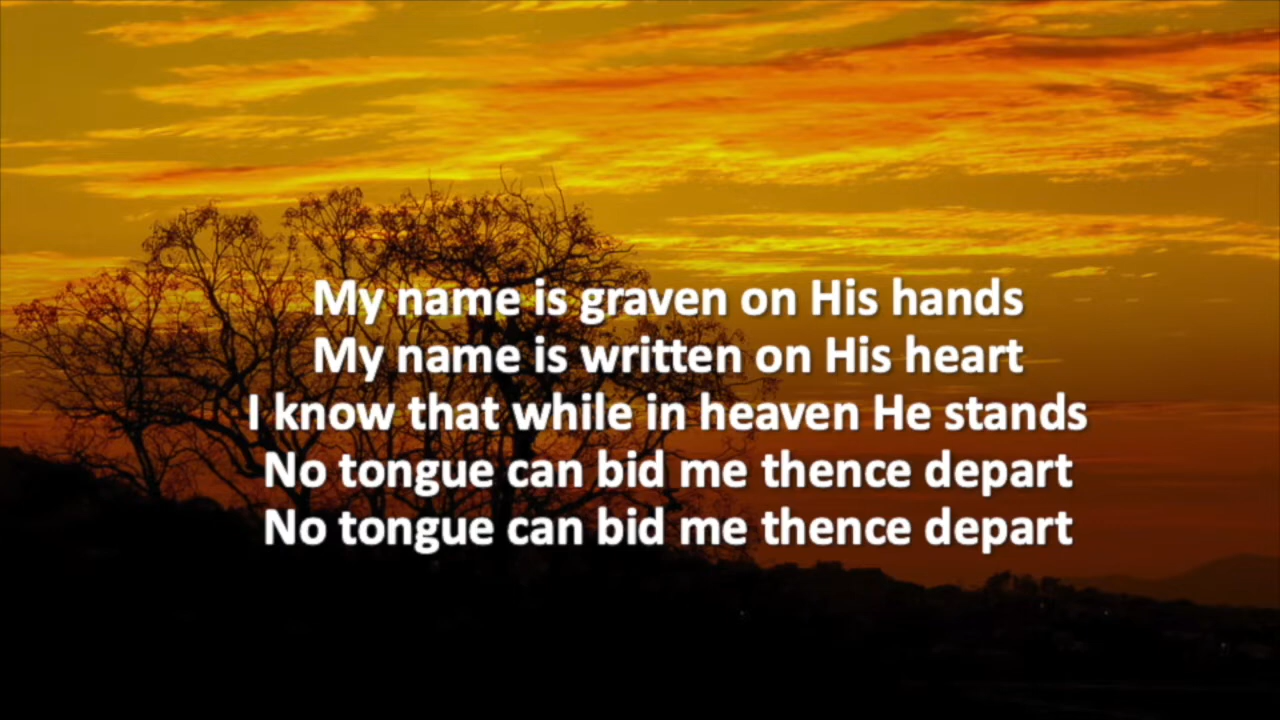 My name is graven on His hands
My name is written on His heart
I know that while in heaven He stands
No tongue can bid me thence depart
No tongue can bid me thence depart